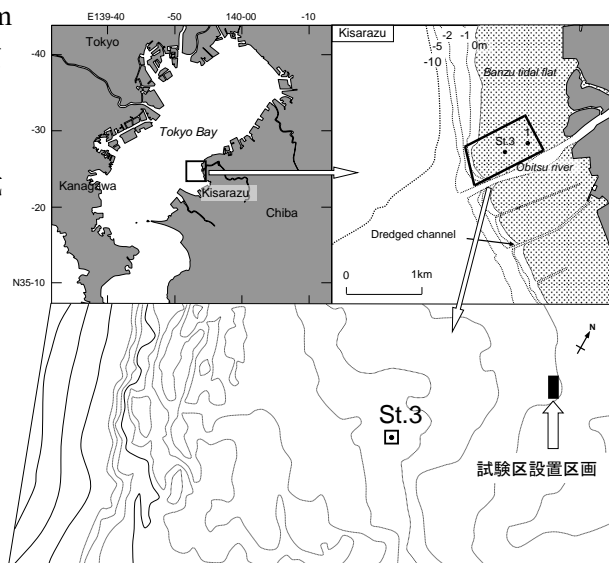 m
E139-40
-50
140-00
-10
-40
-30
-20
N35-10
Tokyo
Tokyo Bay
Kanagawa
Kisarazu
Chiba
Kisarazu
-2
-1
-5
0m
-10
Banzu tidal flat
1
St.3
Obitsu river
Dredged channel
0
1km
N
St.3
試験区設置区画